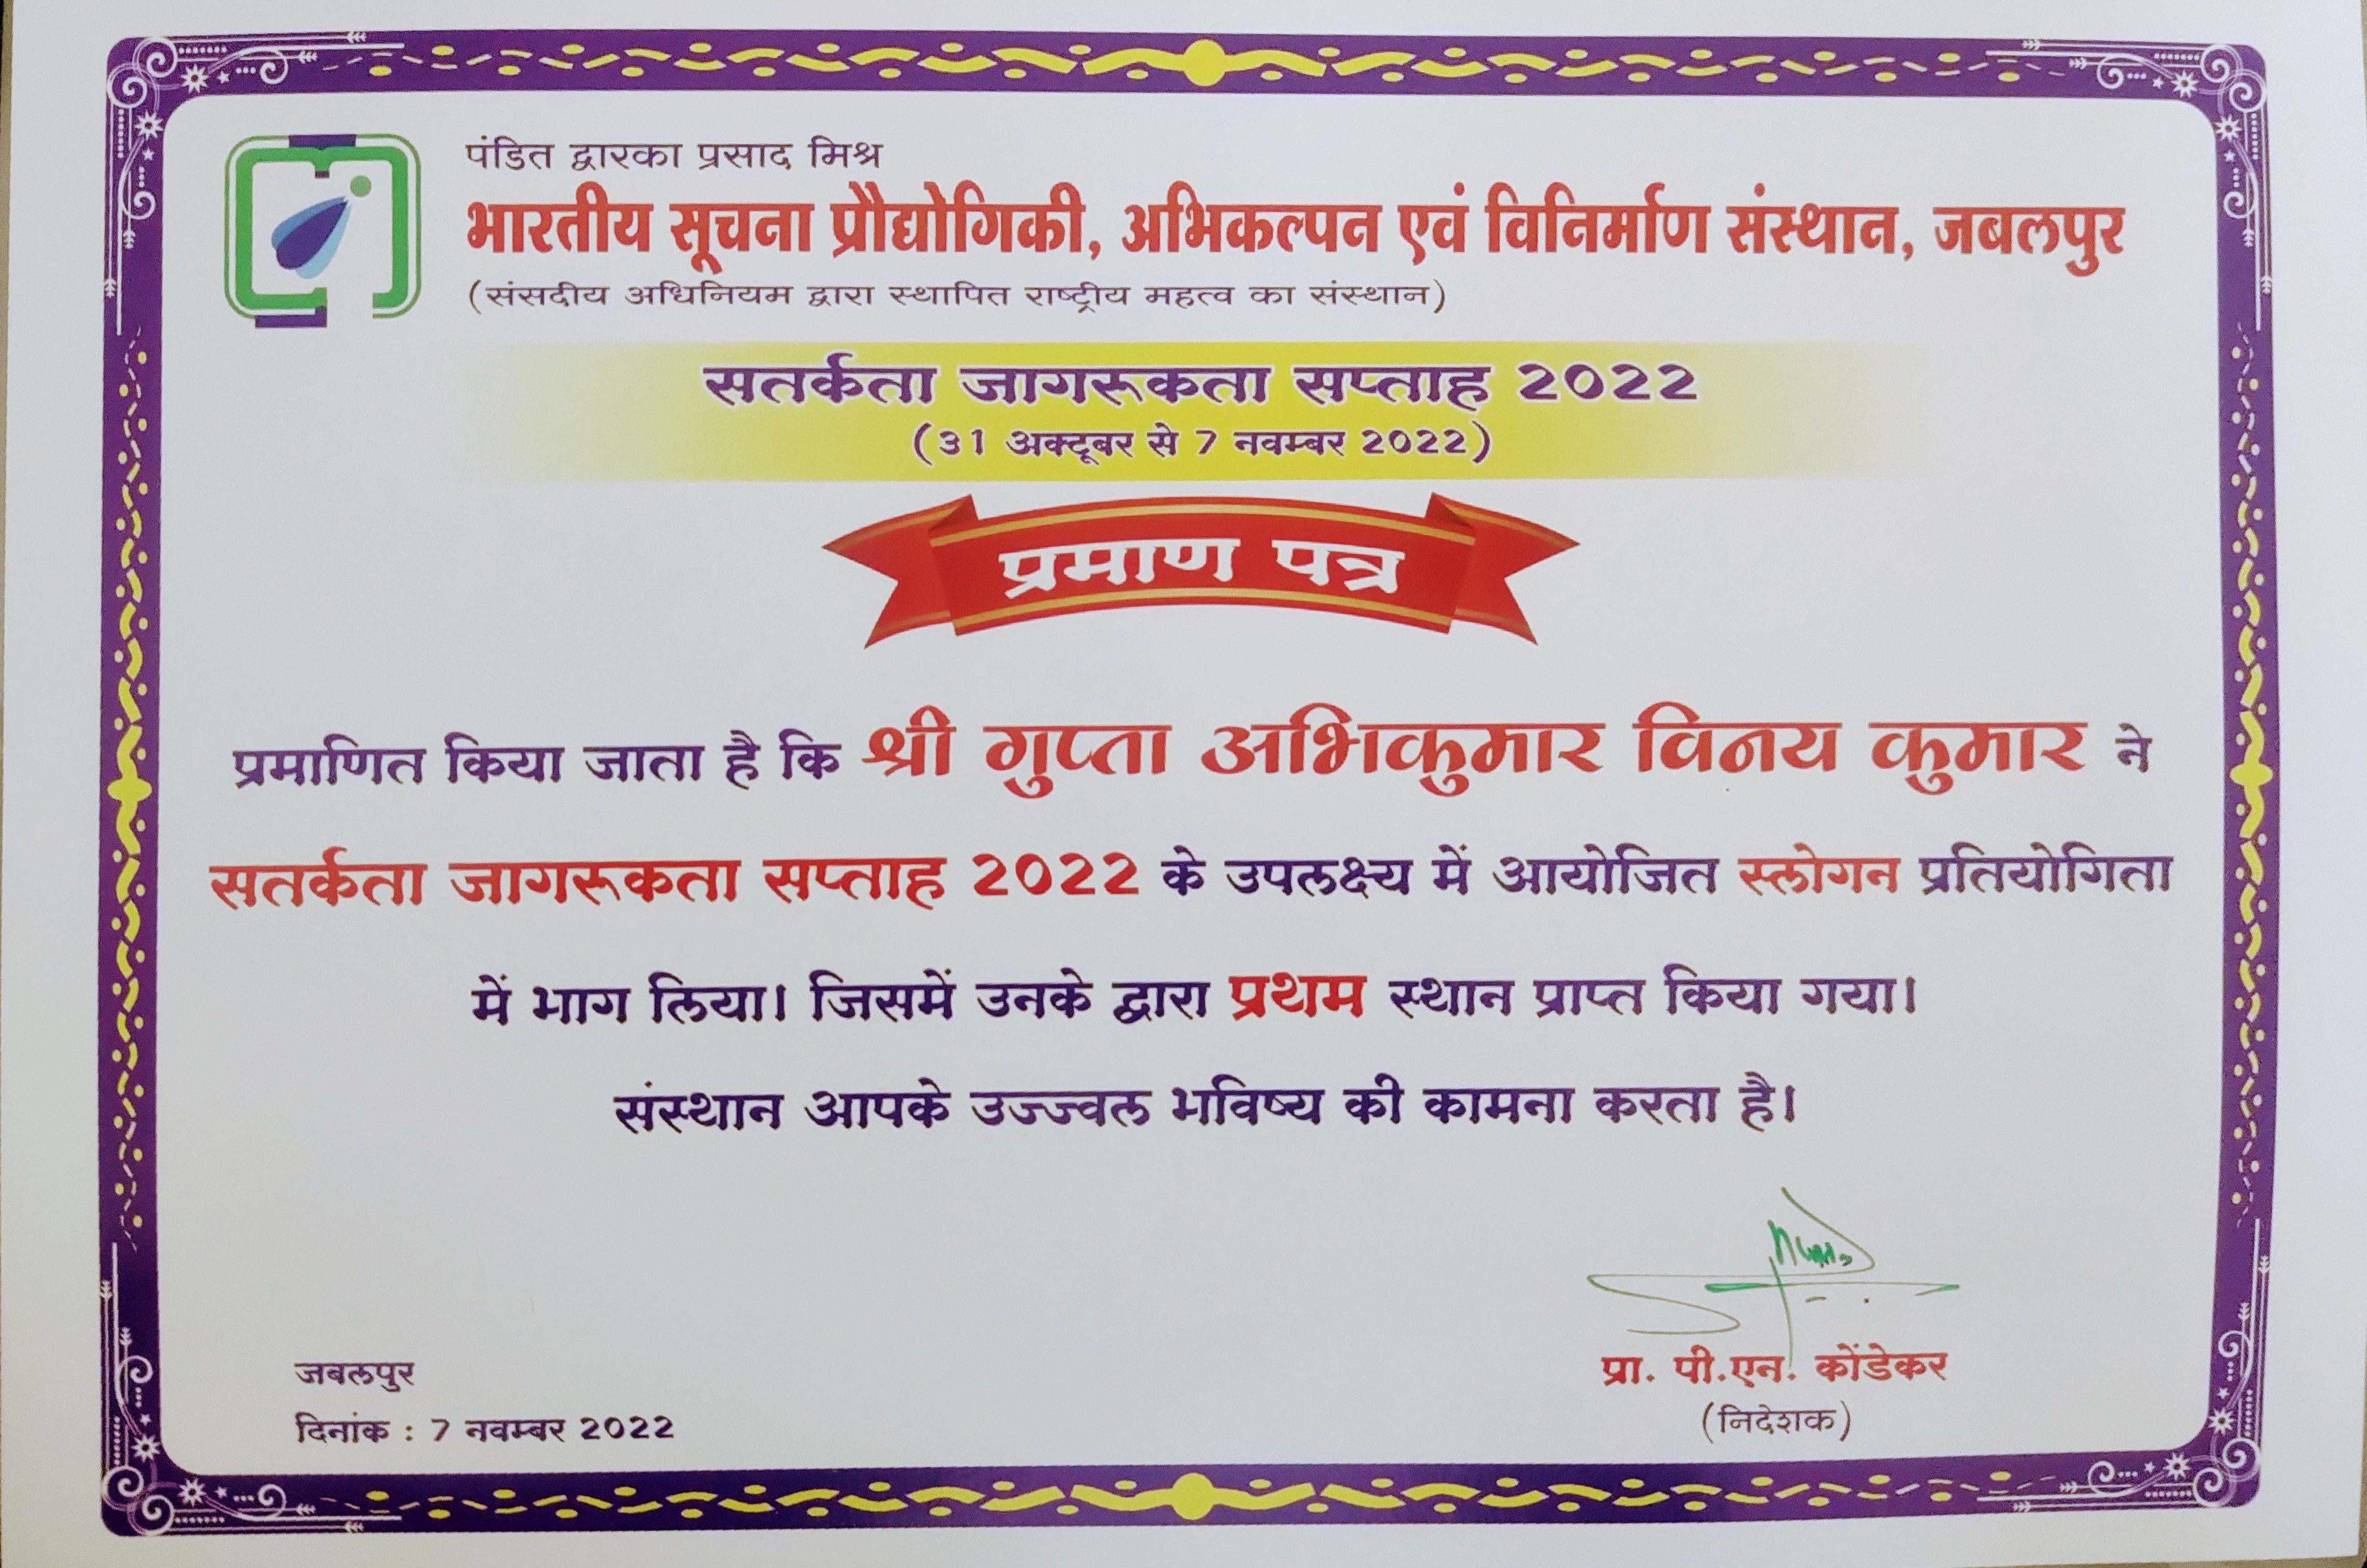 पंडित द्वारका प्रसाद मिश्र
भारतीय सूचना प्रौद्योगिकी, अभिकल्पन एवं विनिर्माण संस्थान, जबलपुर
(संसदीय अधिनियम द्वारा स्थापित राष्ट्रीय महत्व का संस्थान)
सतर्कता जागरूकता सप्ताह 2022
(31 अक्टूबर से 7 नवम्बर 2022)
प्रमाण पत्र
प्रमाणित किया जाता है कि श्री गुप्ता अभिकुमार विनय कुमार ने
सतर्कता जागरूकता सप्ताह 2022 के उपलक्ष्य में आयोजित स्लोगन प्रतियोगिता
में भाग लिया। जिसमें उनके द्वारा प्रथम स्थान प्राप्त किया गया।
संस्थान आपके उज्ज्वल भविष्य की कामना करता है।
जबलपुर
दिनांक : 7 नवम्बर 2022
प्रा. पी.एन. कोंडेकर
(निदेशक)